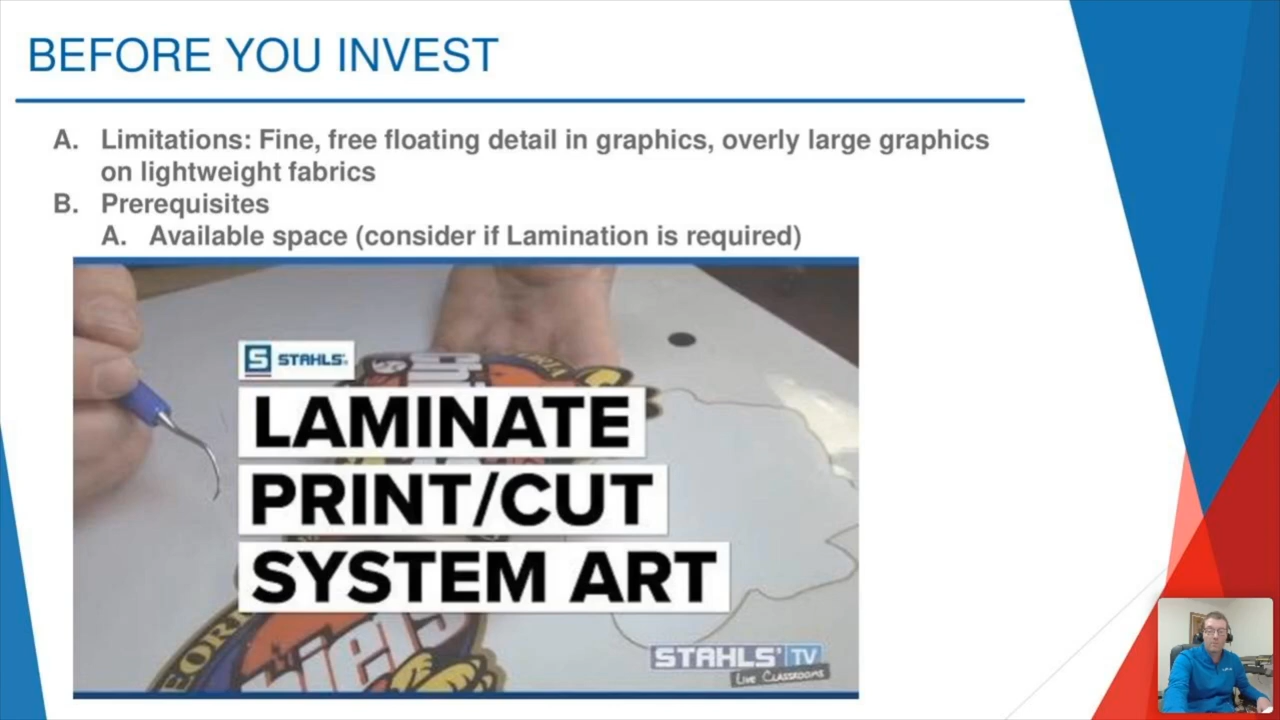 BEFORE YOU INVEST
A. Limitations: Fine, free floating detail in graphics, overly large graphics
on lightweight fabrics
B. Prerequisites
A. Available space (consider if Lamination is required)
S STAHLS'
LAMINATE
PRINT/CUT
SYSTEM ART
STAHLS' TV
LIVE CLASSROOMS